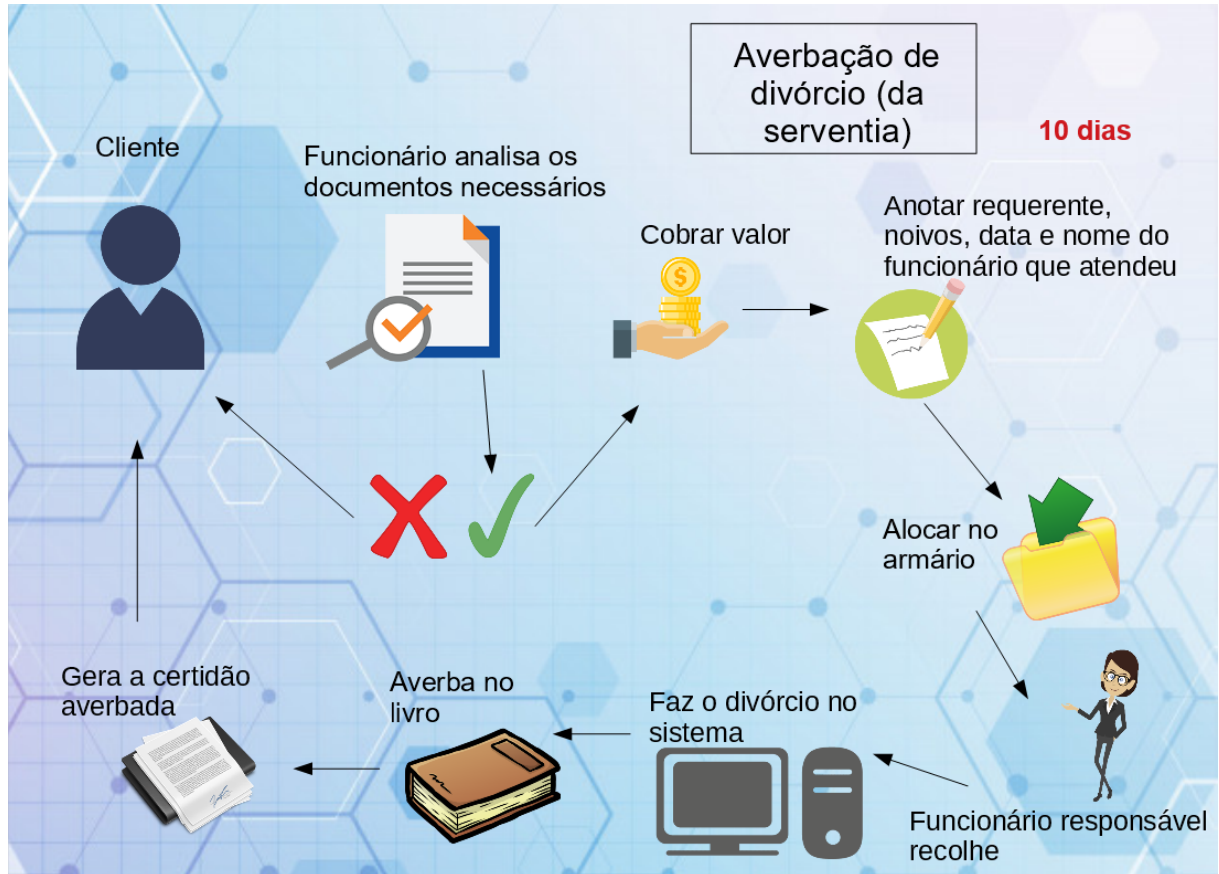 Averbação de
divórcio (da
serventia)
10 dias
Cliente
Funcionário analisa os
documentos necessários
Cobrar valor
Anotar requerente,
noivos, data e nome do
funcionário que atendeu
Alocar no
armário
Funcionário responsável
recolhe
Faz o divórcio no
sistema
Averba no
livro
Gera a certidão
averbada